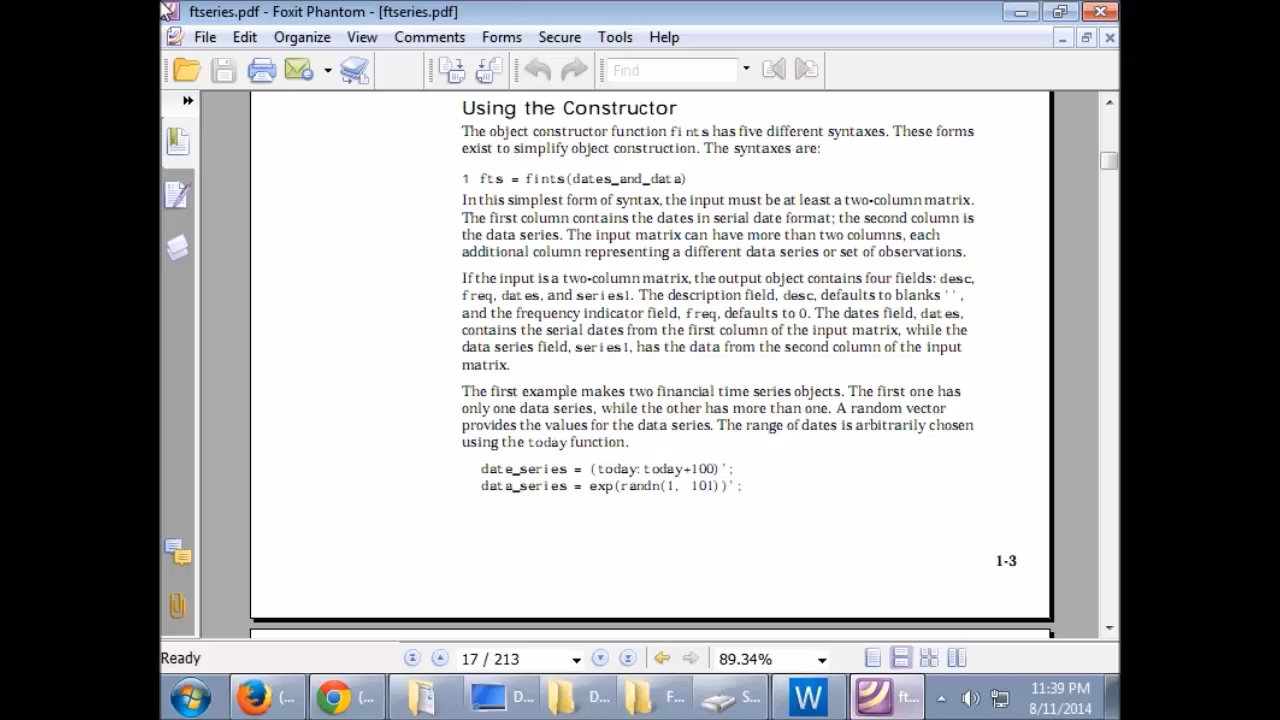 ftseries.pdf - Foxit Phantom - [ftseries.pdf]
File Edit Organize View Comments Forms Secure Tools Help
Find
Using the Constructor
The object constructor function fints has five different syntaxes. These forms
exist to simplify object construction. The syntaxes are:
1 fts = fints(dates_and_data)
In this simplest form of syntax, the input must be at least a two-column matrix.
The first column contains the dates in serial date format; the second column is
the data series. The input matrix can have more than two columns, each
additional column representing a different data series or set of observations.
If the input is a two-column matrix, the output object contains four fields: desc,
freq, dates, and series1. The description field, desc, defaults to blanks '',
and the frequency indicator field, freq, defaults to 0. The dates field, dates,
contains the serial dates from the first column of the input matrix, while the
data series field, series1, has the data from the second column of the input
matrix.
The first example makes two financial time series objects. The first one has
only one data series, while the other has more than one. A random vector
provides the values for the data series. The range of dates is arbitrarily chosen
using the today function.
date_series = (today:today+100)';
data_series = exp(randn(1, 101))';
1-3
Ready
17 / 213
89.34%
(... (... D... D... F... S... W ft...
11:39 PM
8/11/2014